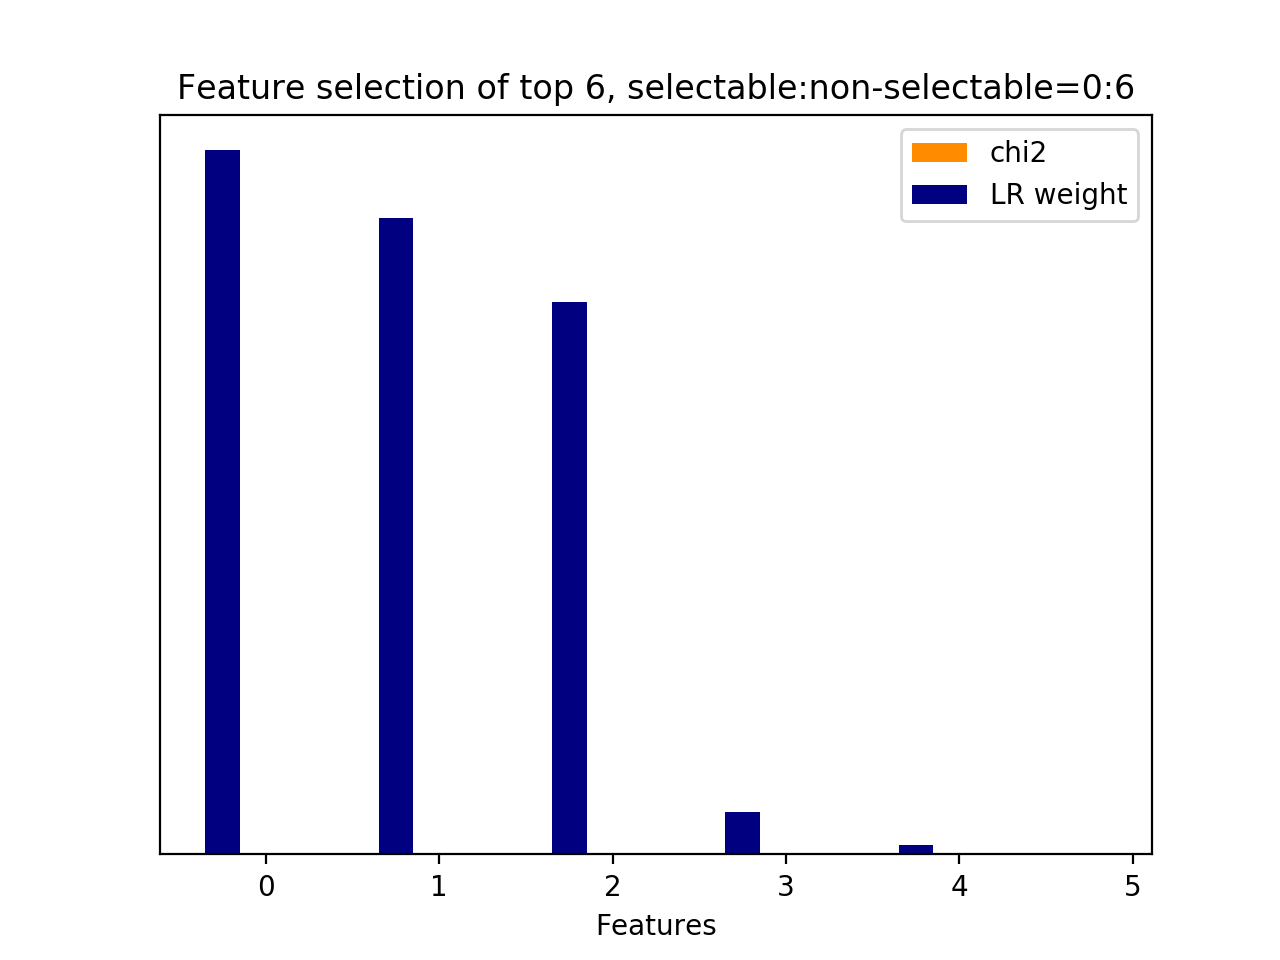 Feature selection of top 6, selectable:non-selectable=0:6
chi2
LR weight
0 1 2 3 4 5
Features